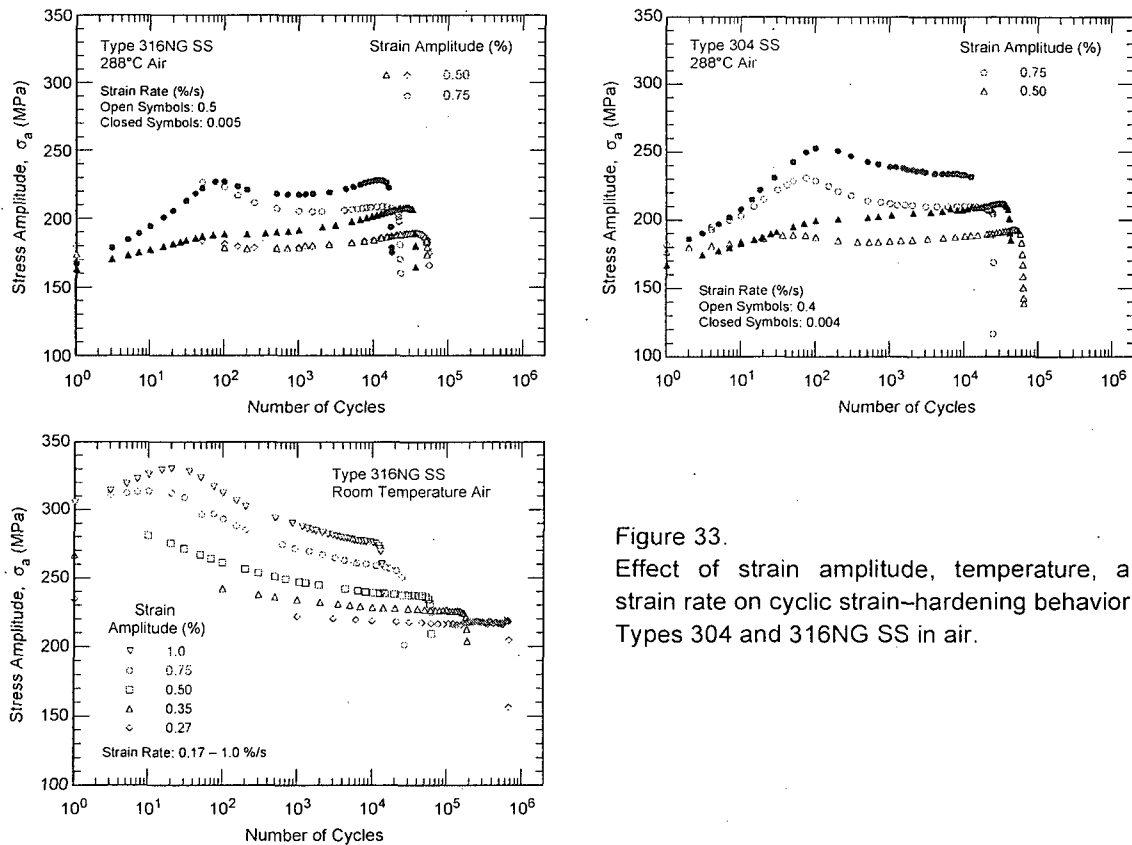 350
300
250
200
150
100
Stress Amplitude, σa (MPa)
Type 316NG SS
288°C Air
Strain Rate (%/s)
Open Symbols: 0.5
Closed Symbols: 0.005
Strain Amplitude (%)
0.50
0.75
10^0 10^1 10^2 10^3 10^4 10^5 10^6
Number of Cycles
350
300
250
200
150
100
Stress Amplitude, σa (MPa)
Type 304 SS
288°C Air
Strain Amplitude (%)
0.75
0.50
Strain Rate (%/s)
Open Symbols: 0.4
Closed Symbols: 0.004
10^0 10^1 10^2 10^3 10^4 10^5 10^6
Number of Cycles
350
300
250
200
150
100
Stress Amplitude, σa (MPa)
Type 316NG SS
Room Temperature Air
Strain
Amplitude (%)
1.0
0.75
0.50
0.35
0.27
Strain Rate: 0.17 – 1.0 %/s
10^0 10^1 10^2 10^3 10^4 10^5 10^6
Number of Cycles
Figure 33.
Effect of strain amplitude, temperature, a
strain rate on cyclic strain–hardening behavior
Types 304 and 316NG SS in air.